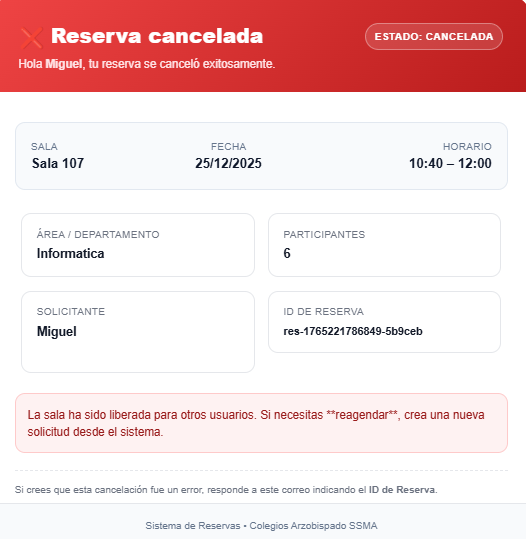 Reserva cancelada
ESTADO: CANCELADA
Hola Miguel, tu reserva se canceló exitosamente.
SALA
Sala 107
FECHA
25/12/2025
HORARIO
10:40 – 12:00
ÁREA / DEPARTAMENTO
Informatica
PARTICIPANTES
6
SOLICITANTE
Miguel
ID DE RESERVA
res-1765221786849-5b9ceb
La sala ha sido liberada para otros usuarios. Si necesitas **reagendar**, crea una nueva
solicitud desde el sistema.
Si crees que esta cancelación fue un error, responde a este correo indicando el ID de Reserva.
Sistema de Reservas • Colegios Arzobispado SSMA